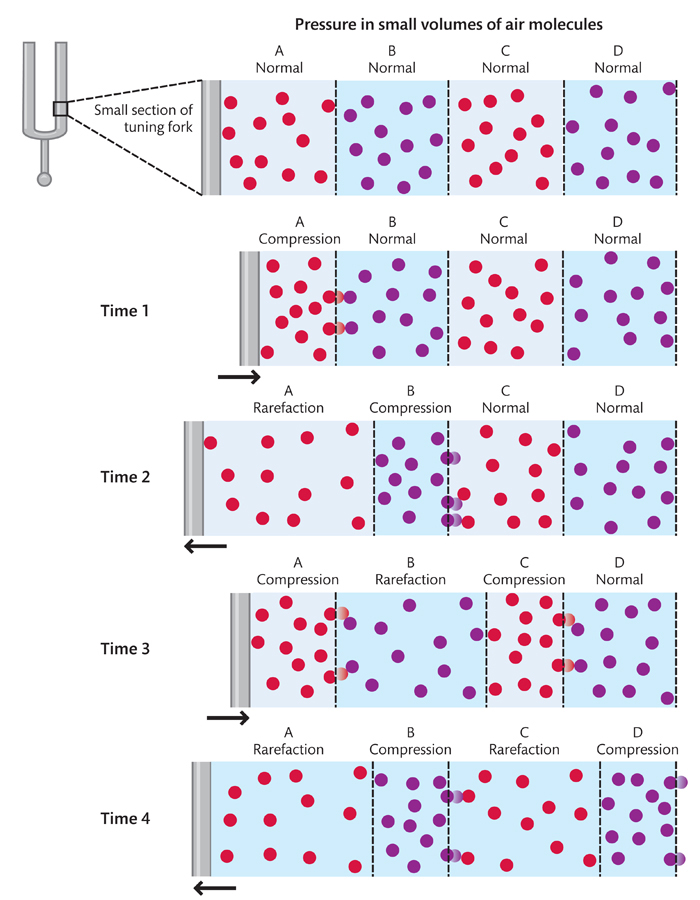 Pressure in small volumes of air molecules
A B C D
Normal Normal Normal Normal
Small section of
tuning fork
A B C D
Compression Normal Normal Normal
Time 1
A B C D
Rarefaction Compression Normal Normal
Time 2
A B C D
Compression Rarefaction Compression Normal
Time 3
A B C D
Rarefaction Compression Rarefaction Compression
Time 4